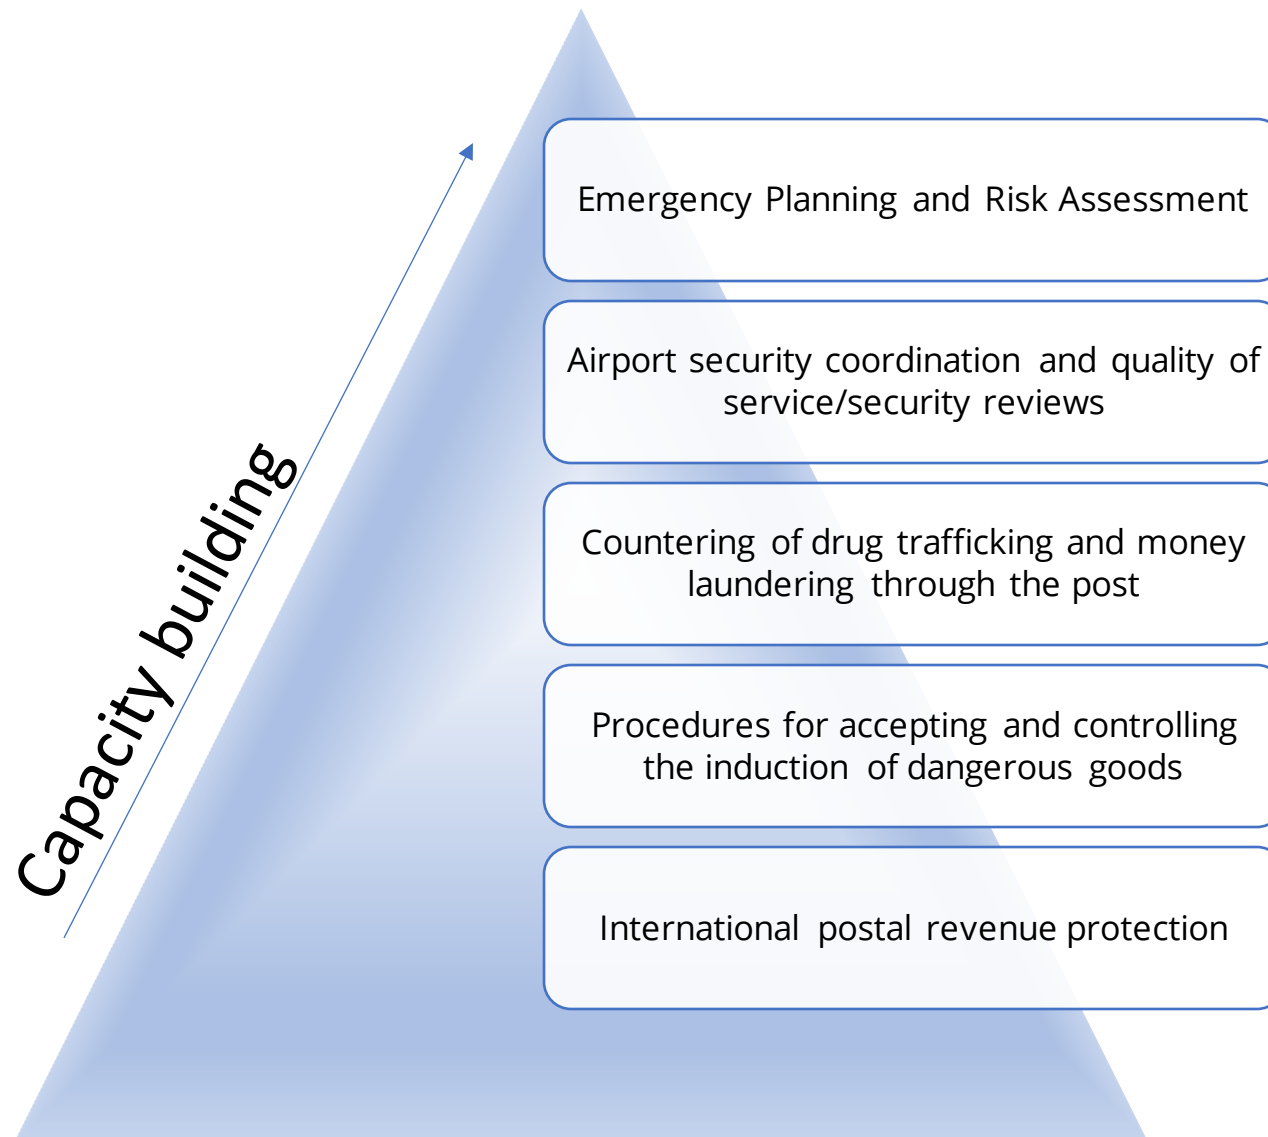 Emergency Planning and Risk Assessment
Airport security coordination and quality of
service/security reviews
Countering of drug trafficking and money
laundering through the post
Procedures for accepting and controlling
the induction of dangerous goods
International postal revenue protection
Capacity building